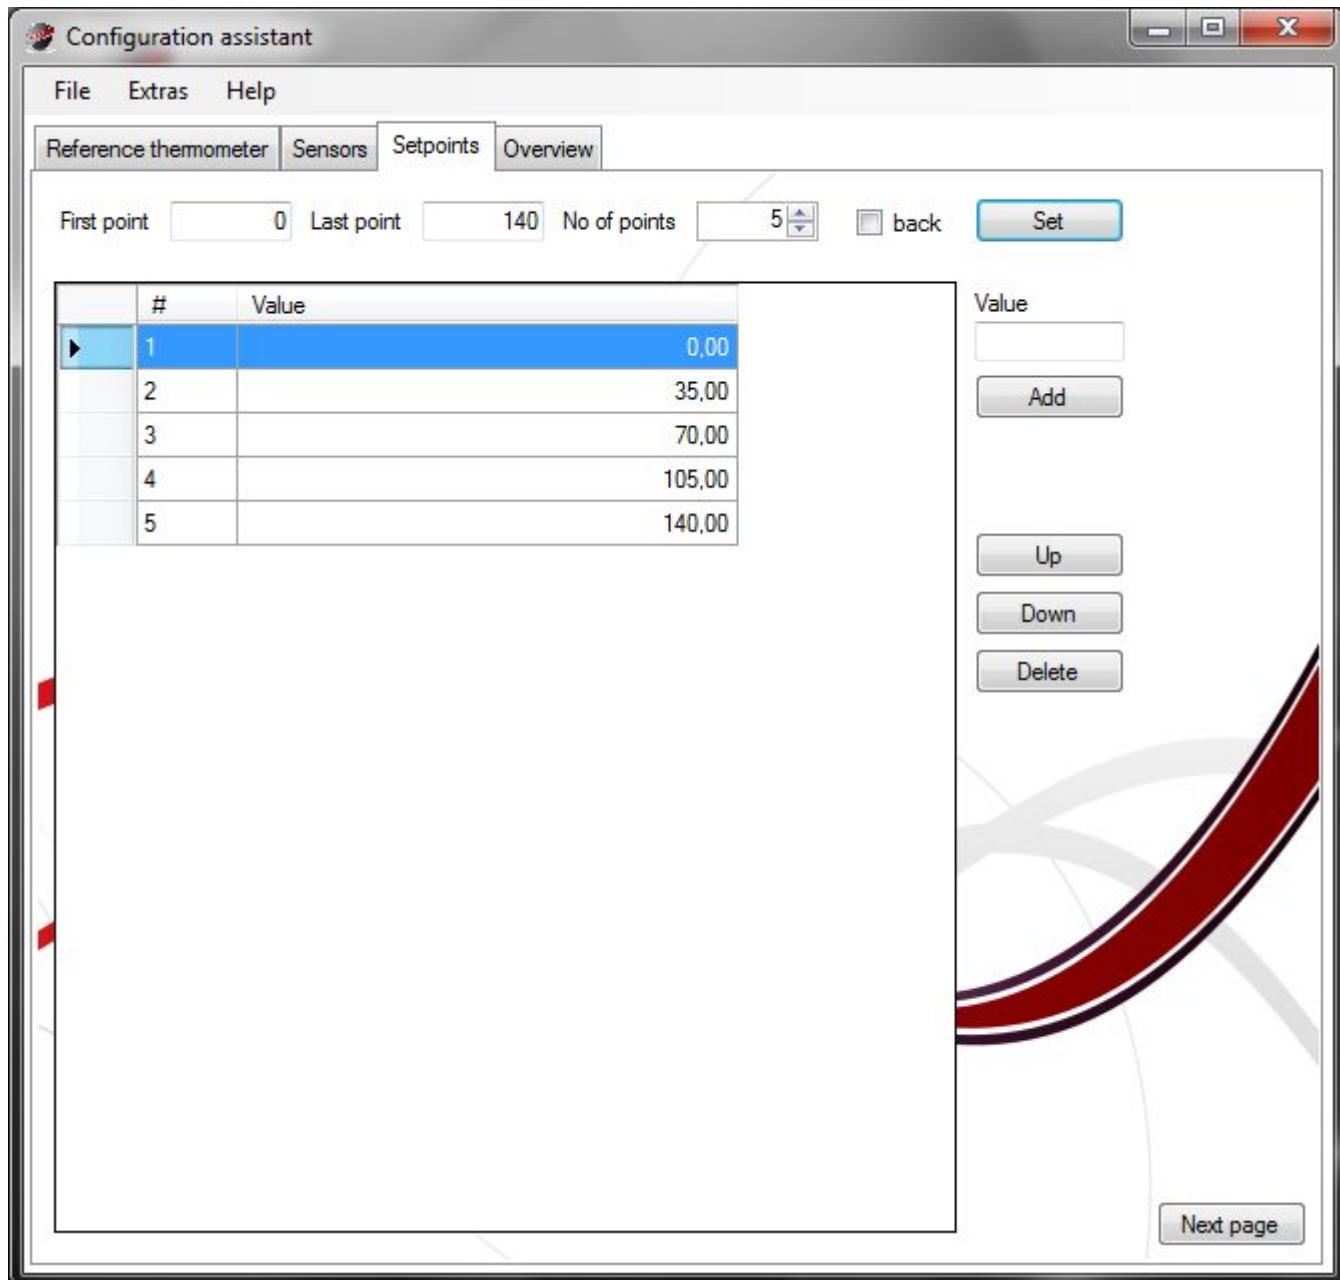 Configuration assistant
File Extras Help
Reference thermometer Sensors Setpoints Overview
First point 0 Last point 140 No of points 5 back Set
# Value
1 0,00
2 35,00
3 70,00
4 105,00
5 140,00
Value
Add
Up
Down
Delete
Next page